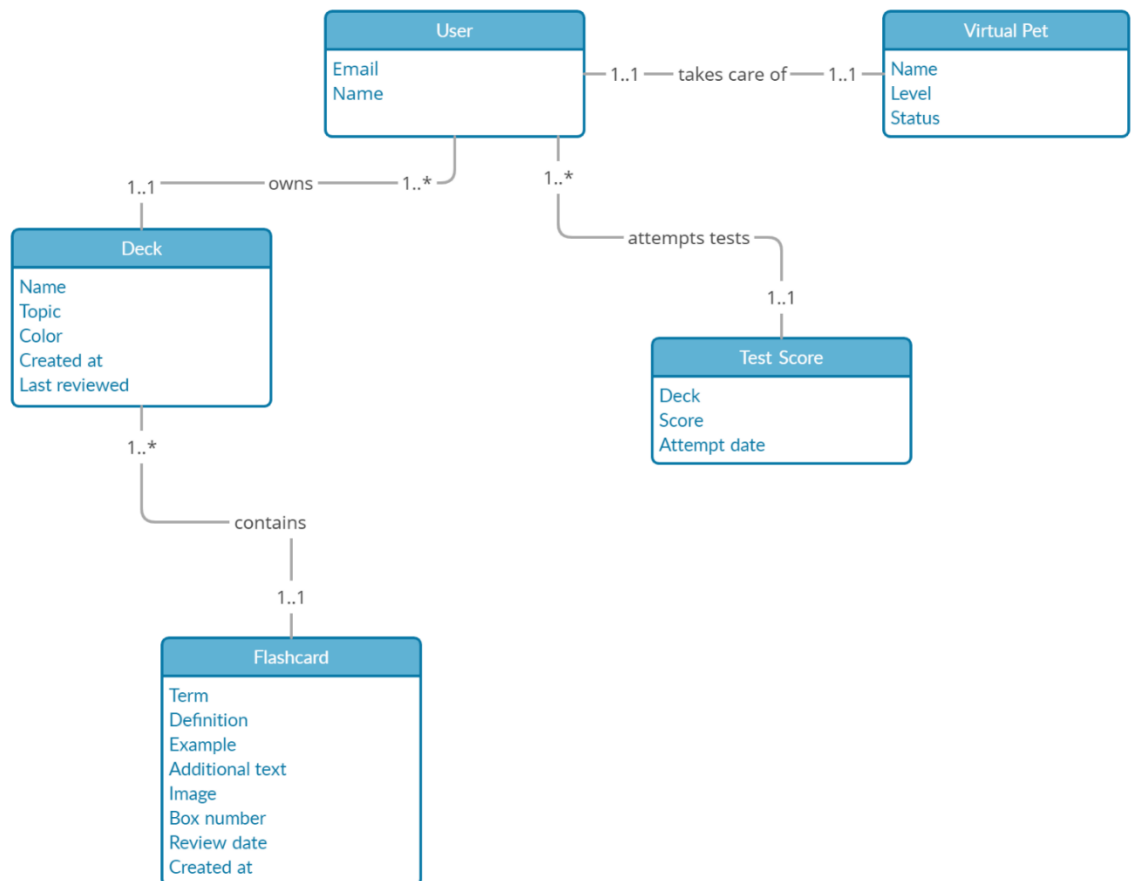 User
Email
Name
1..1 takes care of 1..1
Virtual Pet
Name
Level
Status
1..1 owns 1..*
1..*
attempts tests
1..1
Deck
Name
Topic
Color
Created at
Last reviewed
Test Score
Deck
Score
Attempt date
1..*
contains
1..1
Flashcard
Term
Definition
Example
Additional text
Image
Box number
Review date
Created at